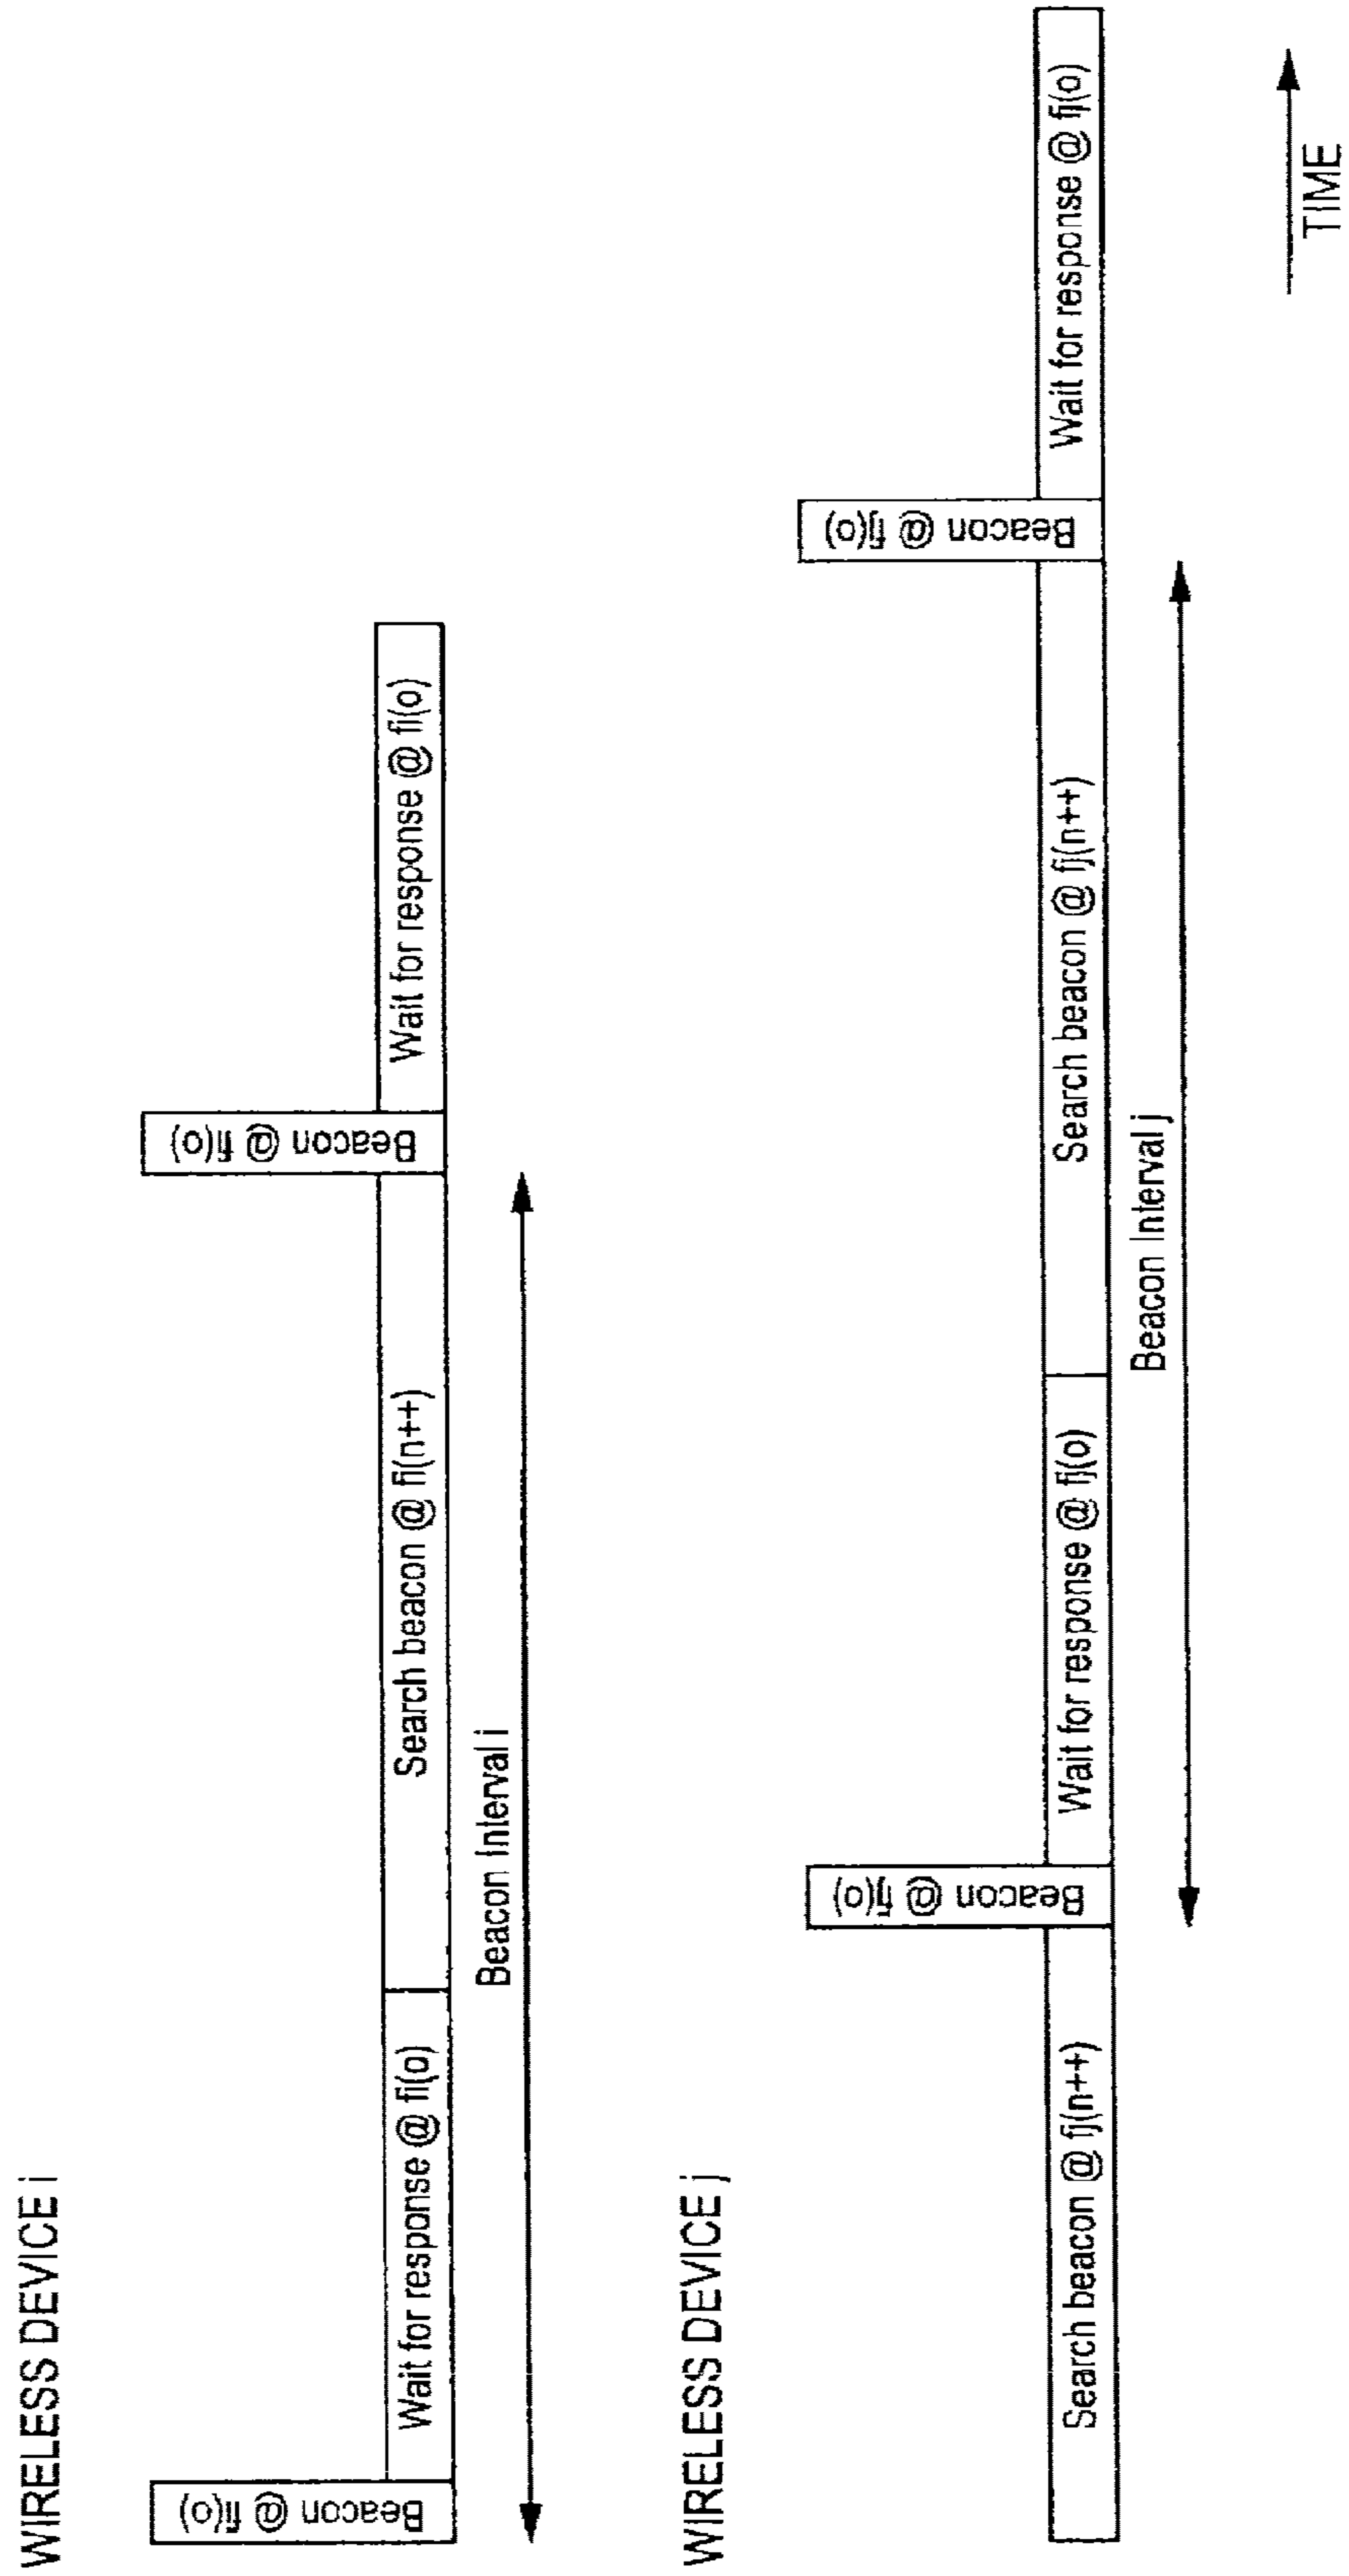 WIRELESS DEVICE i
Beacon @ fi(o)
Wait for response @ fi(o)
Search beacon @ fi(n++)
Beacon @ fi(o)
Wait for response @ fi(o)
Beacon Interval i
WIRELESS DEVICE j
Search beacon @ fj(n++)
Beacon @ fj(o)
Wait for response @ fj(o)
Search beacon @ fj(n++)
Beacon @ fj(o)
Wait for response @ fj(o)
Beacon Interval j
TIME